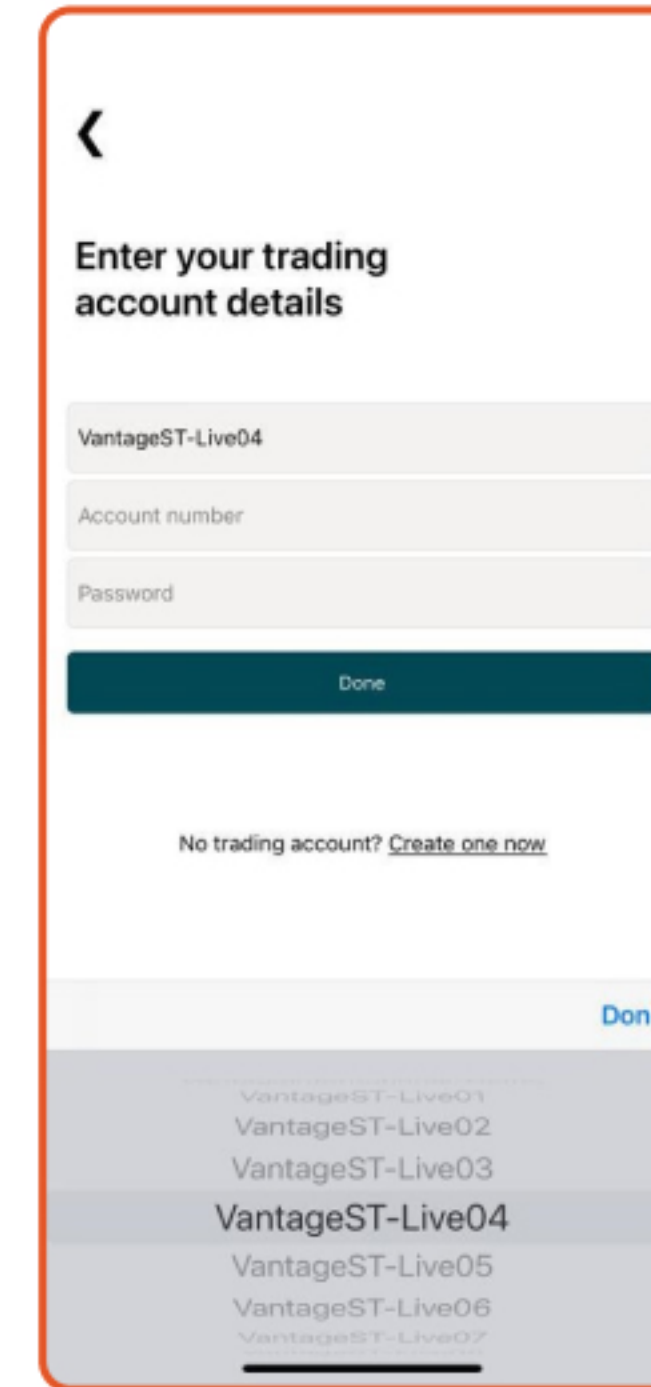 Enter your trading
account details
VantageST-Live04
Account number
Password
Done
No trading account? Create one now
Don
VantageST-Live01
VantageST-Live02
VantageST-Live03
VantageST-Live04
VantageST-Live05
VantageST-Live06
VantageST-Live07